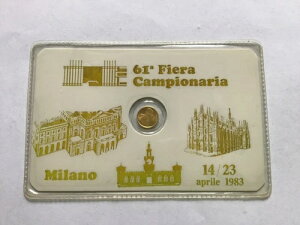 61ª Fiera
Campionaria
Milano
14/23
aprile 1983